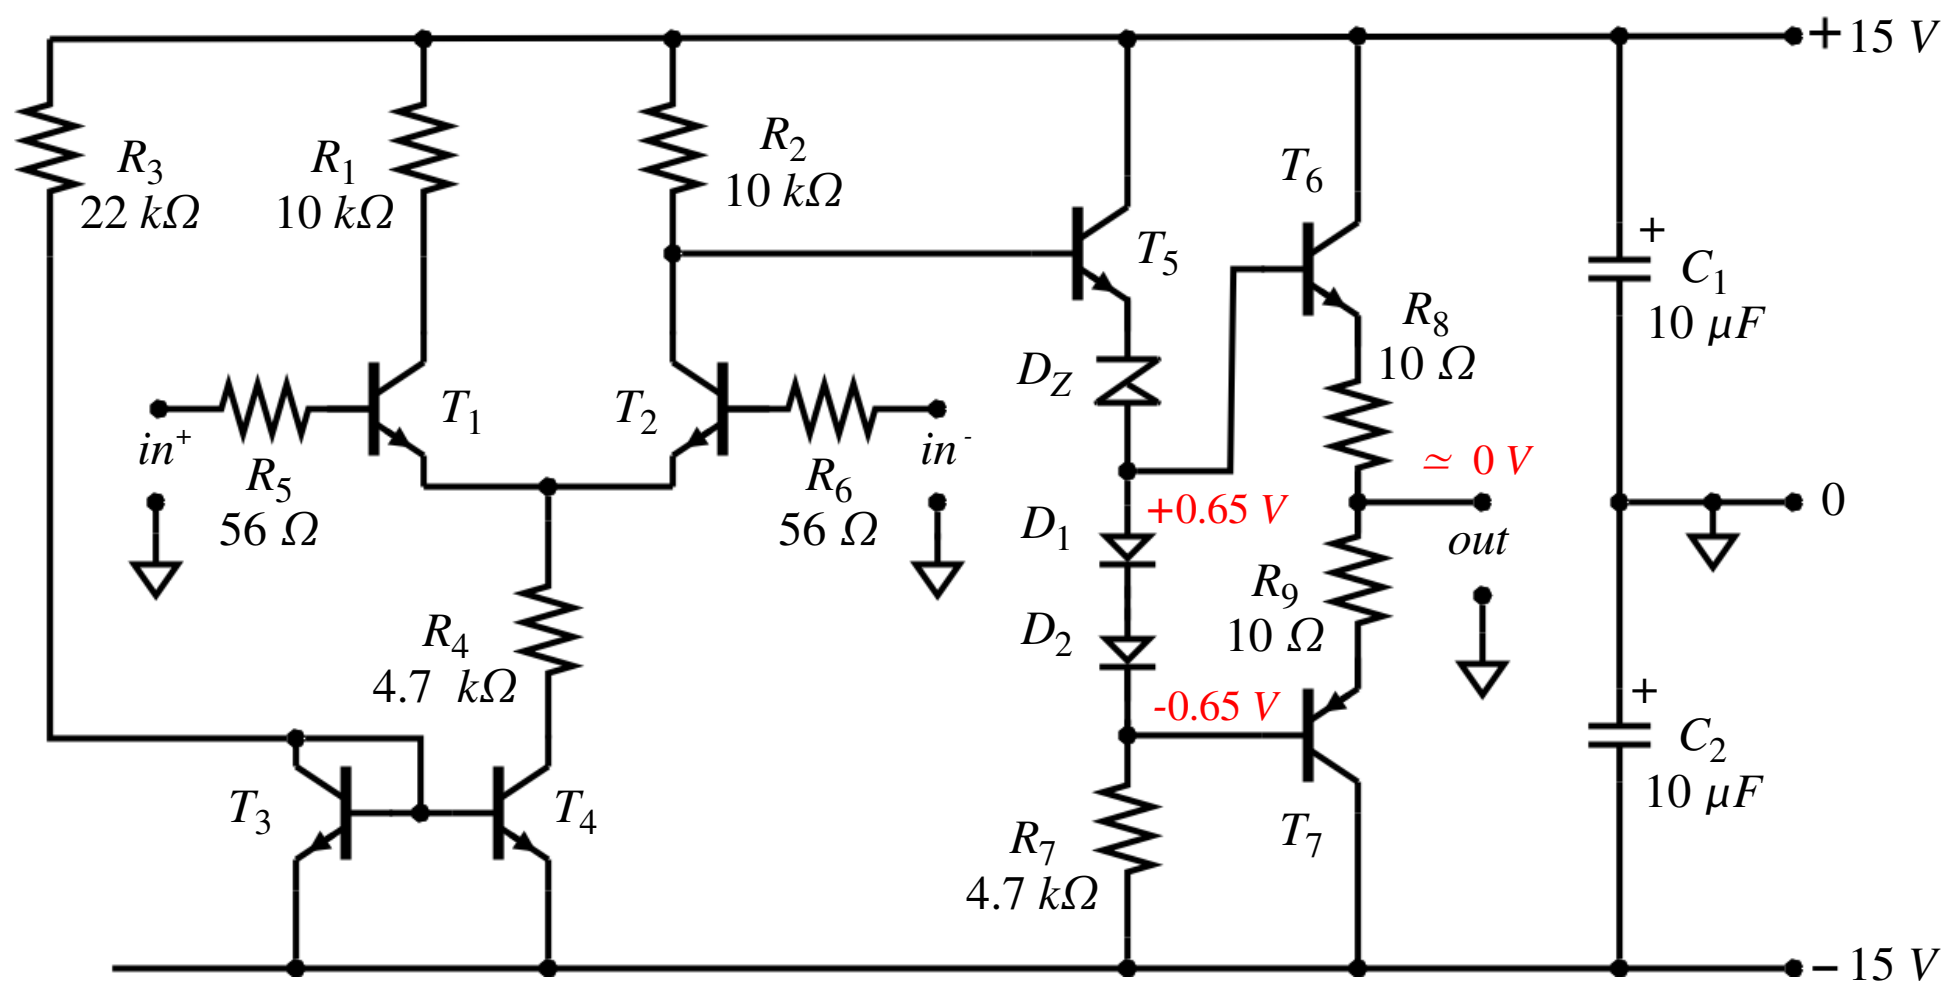 +15 V
R3
22 kΩ
R1
10 kΩ
R2
10 kΩ
T5
T6
R8
10 Ω
C1
+
10 μF
DZ
T1
T2
in+
R5
56 Ω
R6
56 Ω
in-
+0.65 V
≃ 0 V
out
0
D1
D2
R9
10 Ω
R4
4.7 kΩ
-0.65 V
+
C2
10 μF
T3
T4
R7
4.7 kΩ
T7
−15 V